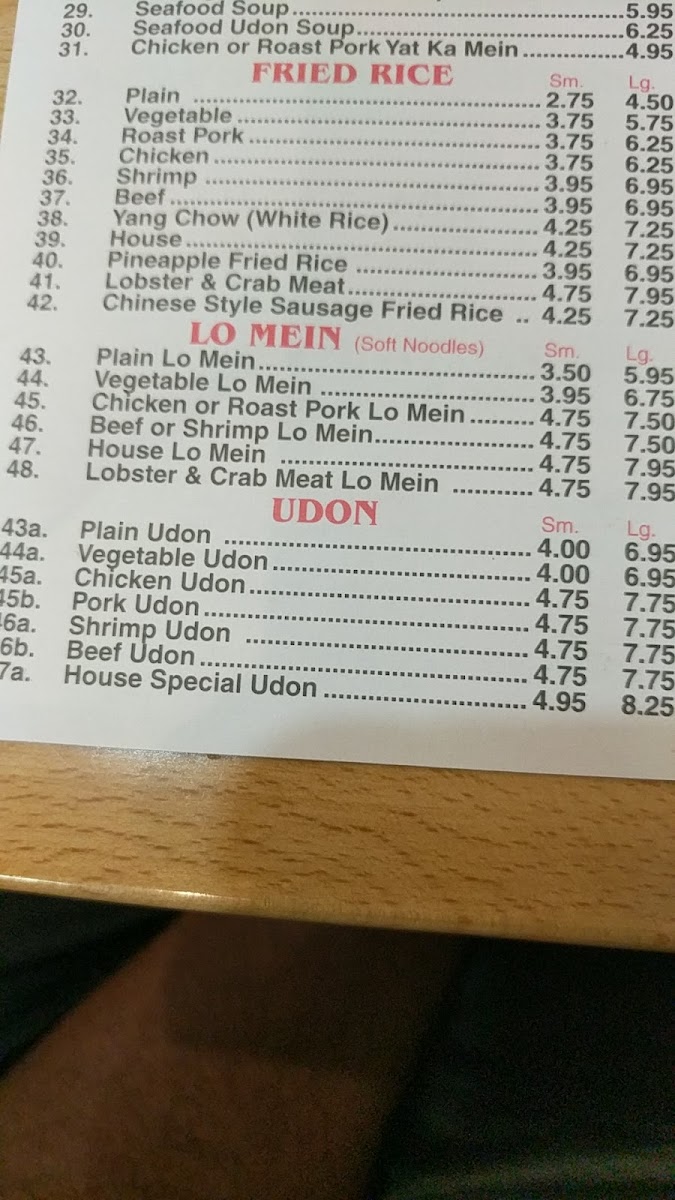 29. Seafood Soup 5.95
30. Seafood Udon Soup 6.25
31. Chicken or Roast Pork Yat Ka Mein 4.95
FRIED RICE Sm. Lg.
32. Plain 2.75 4.50
33. Vegetable 3.75 5.75
34. Roast Pork 3.75 6.25
35. Chicken 3.75 6.25
36. Shrimp 3.95 6.95
37. Beef 3.95 6.95
38. Yang Chow (White Rice) 4.25 7.25
39. House 4.25 7.25
40. Pineapple Fried Rice 3.95 6.95
41. Lobster & Crab Meat 4.75 7.95
42. Chinese Style Sausage Fried Rice .. 4.25 7.25
LO MEIN (Soft Noodles) Sm. Lg.
43. Plain Lo Mein 3.50 5.95
44. Vegetable Lo Mein 3.95 6.75
45. Chicken or Roast Pork Lo Mein 4.75 7.50
46. Beef or Shrimp Lo Mein 4.75 7.50
47. House Lo Mein 4.75 7.95
48. Lobster & Crab Meat Lo Mein 4.75 7.95
UDON Sm. Lg.
43a. Plain Udon 4.00 6.95
44a. Vegetable Udon 4.00 6.95
45a. Chicken Udon 4.75 7.75
45b. Pork Udon 4.75 7.75
6a. Shrimp Udon 4.75 7.75
6b. Beef Udon 4.75 7.75
7a. House Special Udon 4.95 8.25